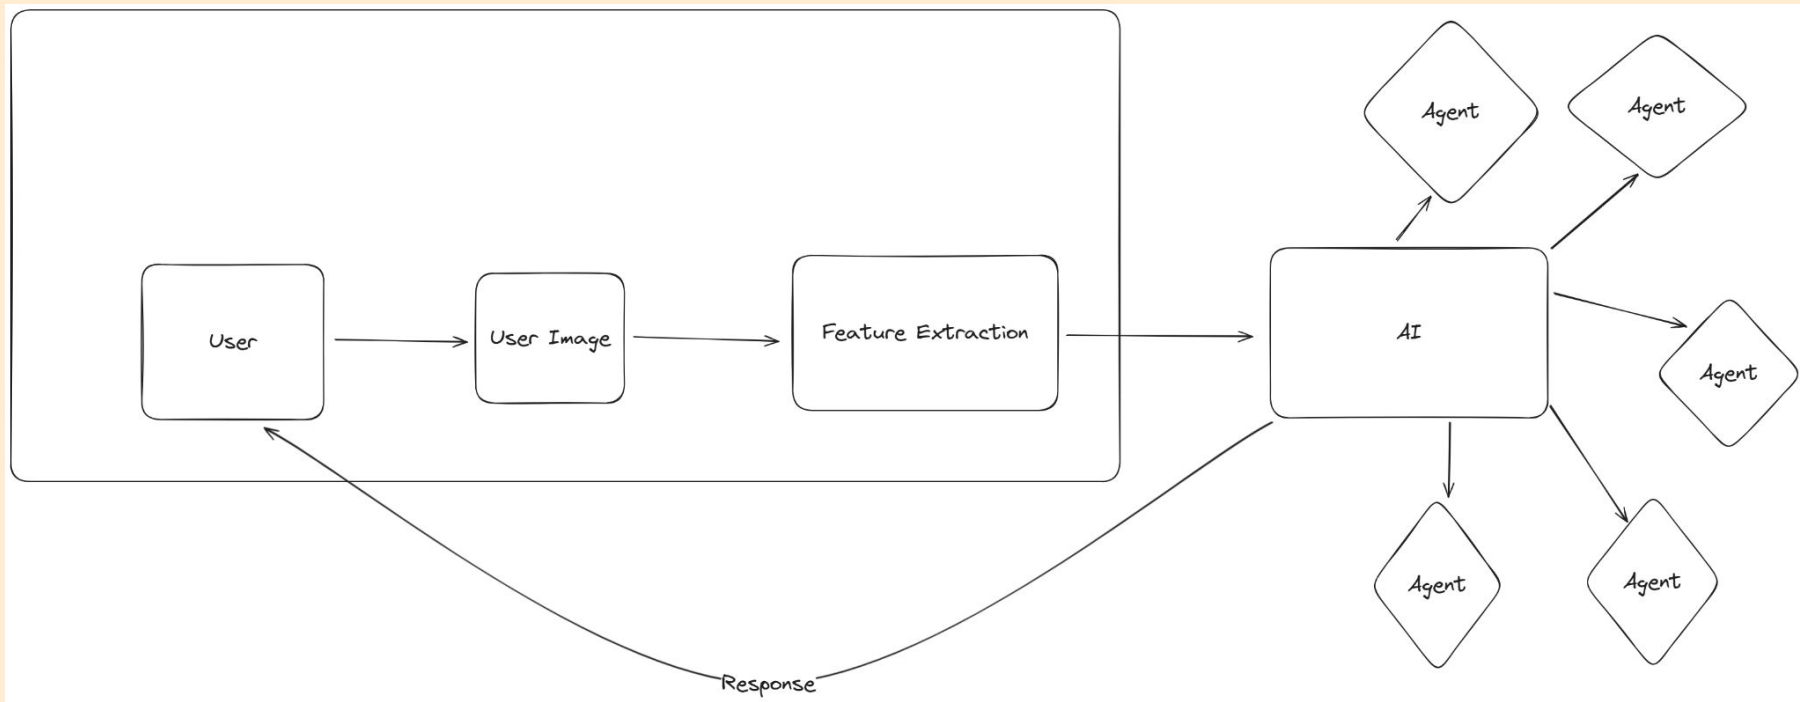 Agent
Agent
User
User Image
Feature Extraction
AI
Agent
Agent
Agent
Response